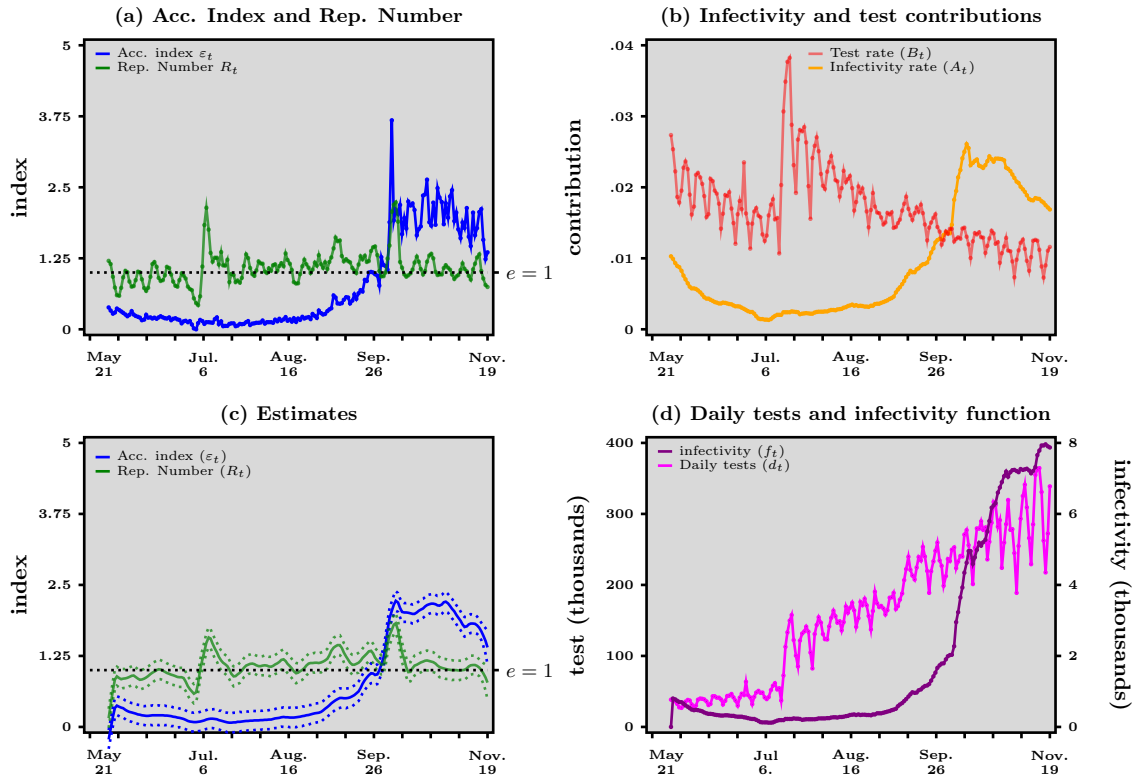 (a) Acc. Index and Rep. Number
5
Acc. index εt
Rep. Number Rt
3.75
index
2.5
1.25
e = 1
0
May 21
Jul. 6
Aug. 16
Sep. 26
Nov. 19
(b) Infectivity and test contributions
.04
Test rate (Bt)
Infectivity rate (At)
.03
contribution
.02
.01
0
May 21
Jul. 6
Aug. 16
Sep. 26
Nov. 19
(c) Estimates
5
Acc. index (εt)
Rep. Number (Rt)
3.75
index
2.5
1.25
e = 1
0
May 21
Jul. 6
Aug. 16
Sep. 26
Nov. 19
(d) Daily tests and infectivity function
400
infectivity (ft)
Daily tests (dt)
8
300
6
test (thousands)
infectivity (thousands)
200
4
100
2
0
0
May 21
Jul 6.
Aug. 16
Sep. 26
Nov. 19